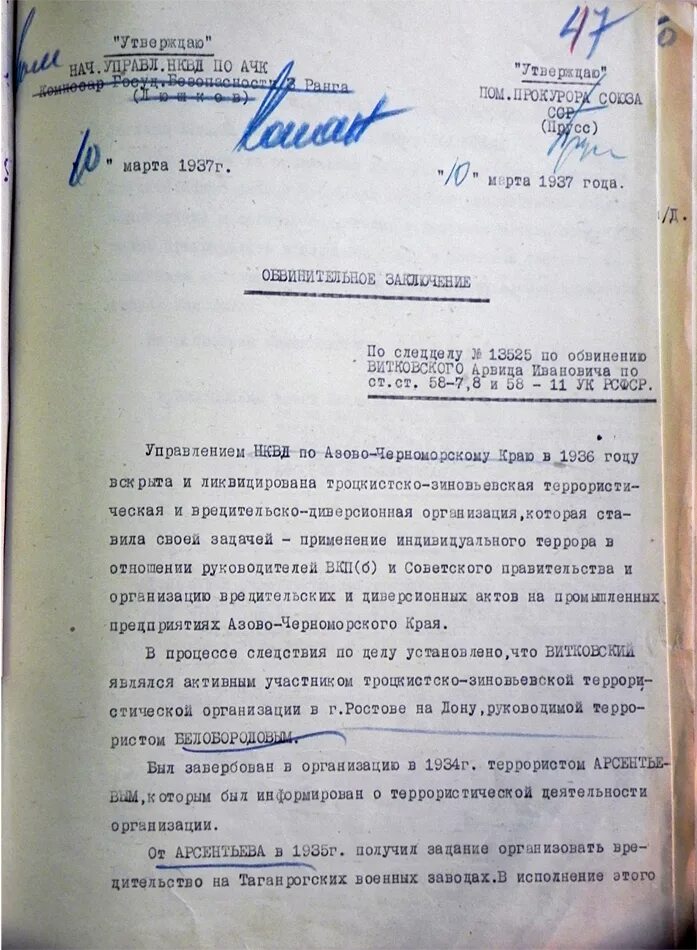 47
"Утверждаю"
НАЧ.УПРАВЛ.НКВД ПО АЧК
Комиссар Госуд.Безопасности 3 Ранга
(Люшков)
10 " марта 1937г.
"Утверждаю"
ПОМ.ПРОКУРОРА СОЮЗА
ССР
(Прусс)
"10" марта 1937 года.
/Д.
ОБВИНИТЕЛЬНОЕ ЗАКЛЮЧЕНИЕ
По следделу № 13525 по обвинению
ВИТКОВСКОГО Арвида Ивановича по
ст.ст. 58-7,8 и 58 - 11 УК РСФСР.
Управлением НКВД по Азово-Черноморскому Краю в 1936 году
вскрыта и ликвидирована троцкистско-зиновьевская террористи-
ческая и вредительско-диверсионная организация,которая ста-
вила своей задачей - применение индивидуального террора в
отношении руководителей ВКП(б) и Советского правительства и
организацию вредительских и диверсионных актов на промышленных
предприятиях Азово-Черноморского Края.
В процессе следствия по делу установлено,что ВИТКОВСКИЙ
являлся активным участником троцкистско-зиновьевской террори-
стической организации в г.Ростове на Дону,руководимой терро-
ристом БЕЛОБОРОДОВЫМ.
Был завербован в организацию в 1934г. террористом АРСЕНТЬЕ-
ВЫМ,которым был информирован о террористической деятельности
организации.
От АРСЕНТЬЕВА в 1935г. получил задание организовать вре-
дительство на Таганрогских военных заводах.В исполнение этого